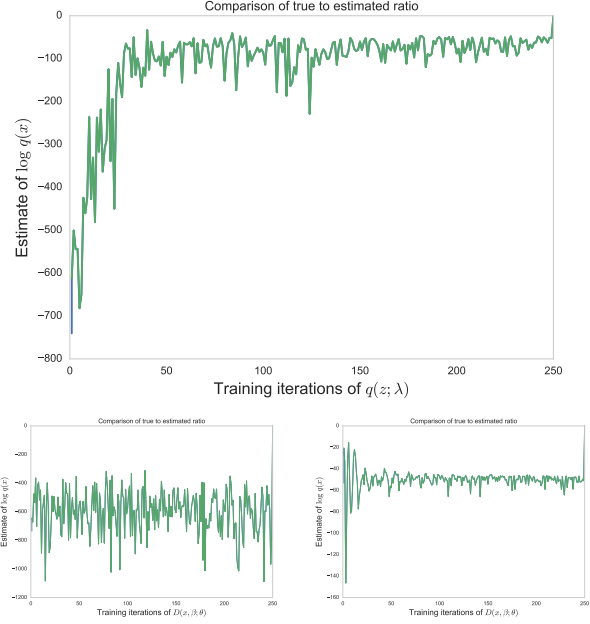 Comparison of true to estimated ratio
0
−100
−200
−300
−400
−500
−600
−700
−800
Estimate of log q(x)
0 50 100 150 200 250
Training iterations of q(z; λ)
Comparison of true to estimated ratio
0
−200
−400
−600
−800
−1000
−1200
Estimate of log q(x)
0 50 100 150 200 250
Training iterations of D(x, β; θ)
Comparison of true to estimated ratio
0
−20
−40
−60
−80
−100
−120
−140
−160
Estimate of log q(x)
0 50 100 150 200 250
Training iterations of D(x, β; θ)